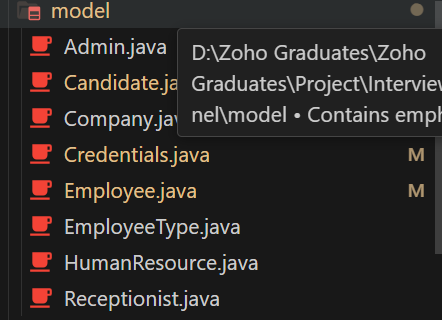 model
Admin.java
D:\Zoho Graduates\Zoho
Graduates\Project\Interview
nel\model • Contains emph
Candidate.
Company.ja
Credentials.java
M
Employee.java
M
EmployeeType.java
HumanResource.java
Receptionist.java